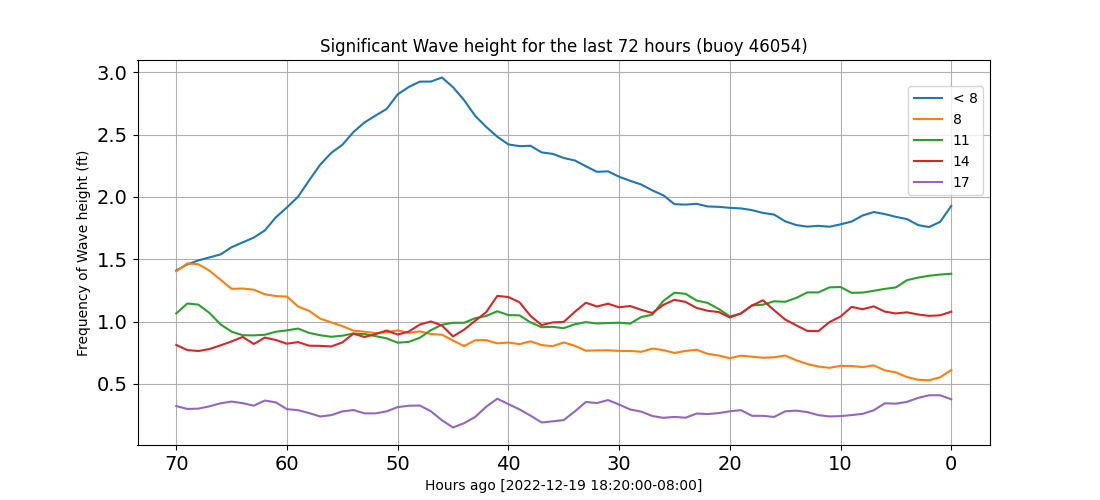 Significant Wave height for the last 72 hours (buoy 46054)
Frequency of Wave height (ft)
3.0
2.5
2.0
1.5
1.0
0.5
< 8
8
11
14
17
70 60 50 40 30 20 10 0
Hours ago [2022-12-19 18:20:00-08:00]